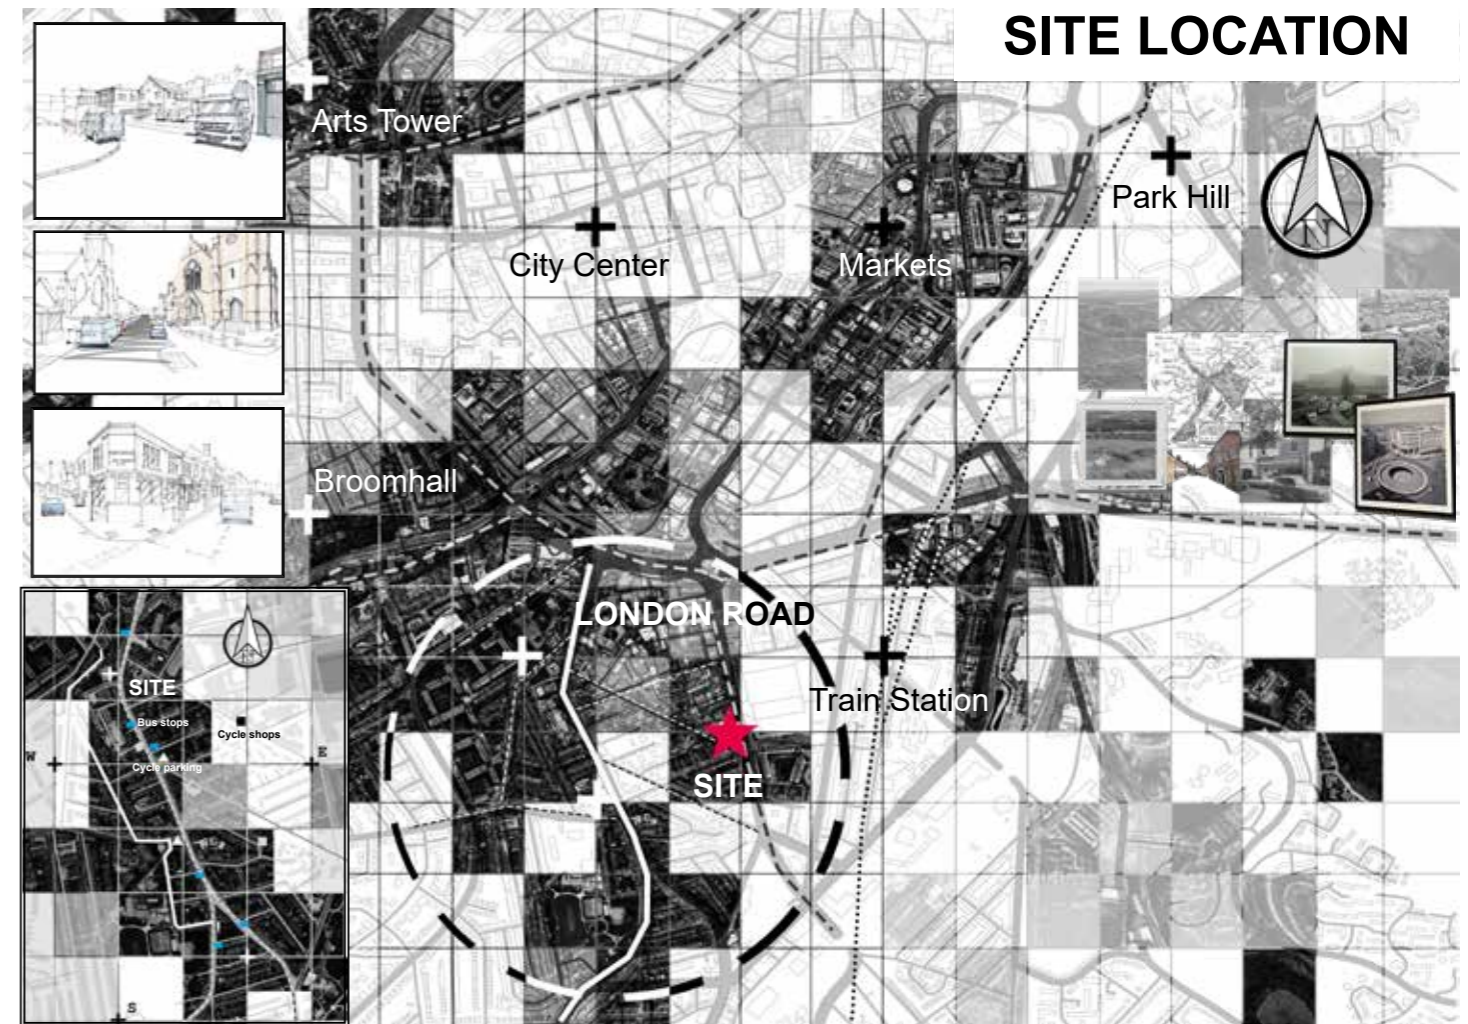 SITE LOCATION
Arts Tower
Park Hill
N
City Center
Markets
Broomhall
LONDON ROAD
Train Station
SITE
N
SITE
Bus stops
Cycle shops
W
E
Cycle parking
S